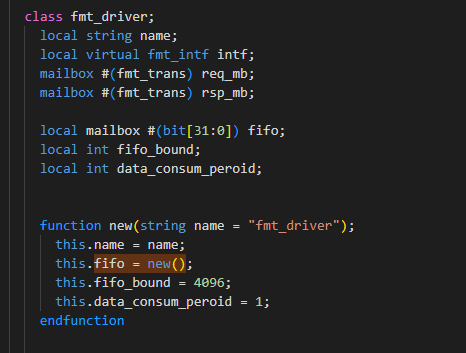 class fmt_driver;
local string name;
local virtual fmt_intf intf;
mailbox #(fmt_trans) req_mb;
mailbox #(fmt_trans) rsp_mb;
local mailbox #(bit[31:0]) fifo;
local int fifo_bound;
local int data_consum_peroid;
function new(string name = "fmt_driver");
this.name = name;
this.fifo = new();
this.fifo_bound = 4096;
this.data_consum_peroid = 1;
endfunction